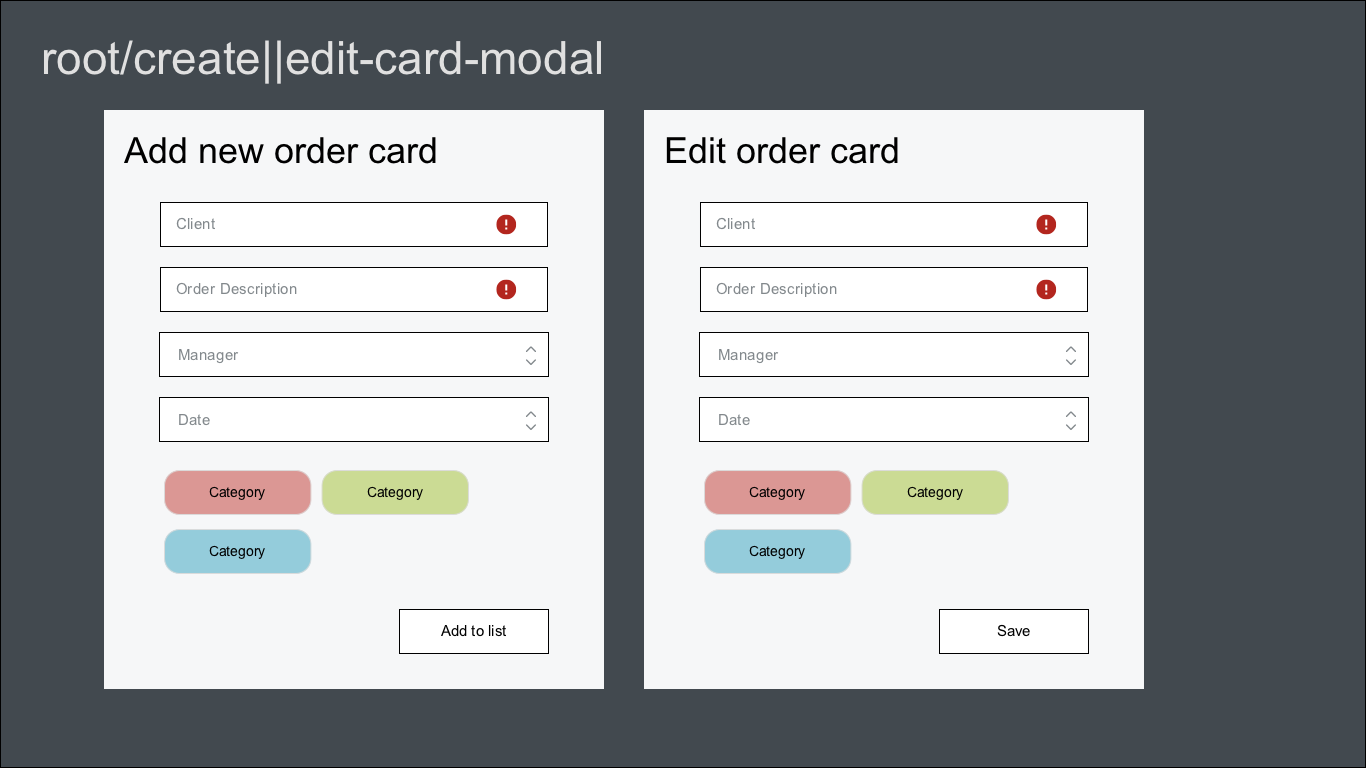 root/create||edit-card-modal
Add new order card
Client
Order Description
Manager
Date
Category
Category
Category
Add to list
Edit order card
Client
Order Description
Manager
Date
Category
Category
Category
Save